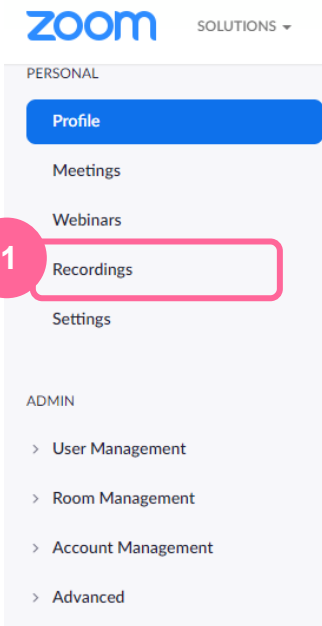 zoom SOLUTIONS
PERSONAL
Profile
Meetings
Webinars
1 Recordings
Settings
ADMIN
User Management
Room Management
Account Management
Advanced